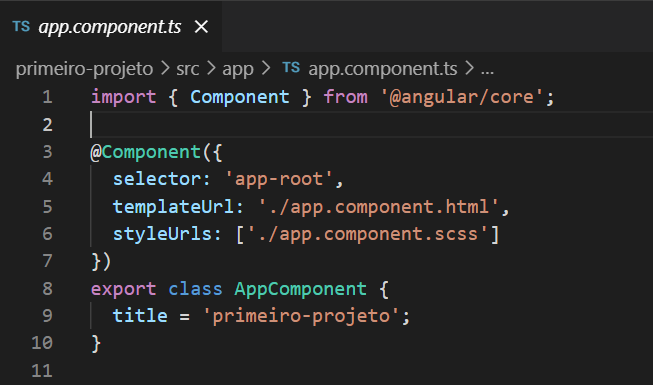 TS app.component.ts ×
primeiro-projeto > src > app > TS app.component.ts > ...
1 import { Component } from '@angular/core';
2
3 @Component({
4   selector: 'app-root',
5   templateUrl: './app.component.html',
6   styleUrls: ['./app.component.scss']
7 })
8 export class AppComponent {
9   title = 'primeiro-projeto';
10 }
11